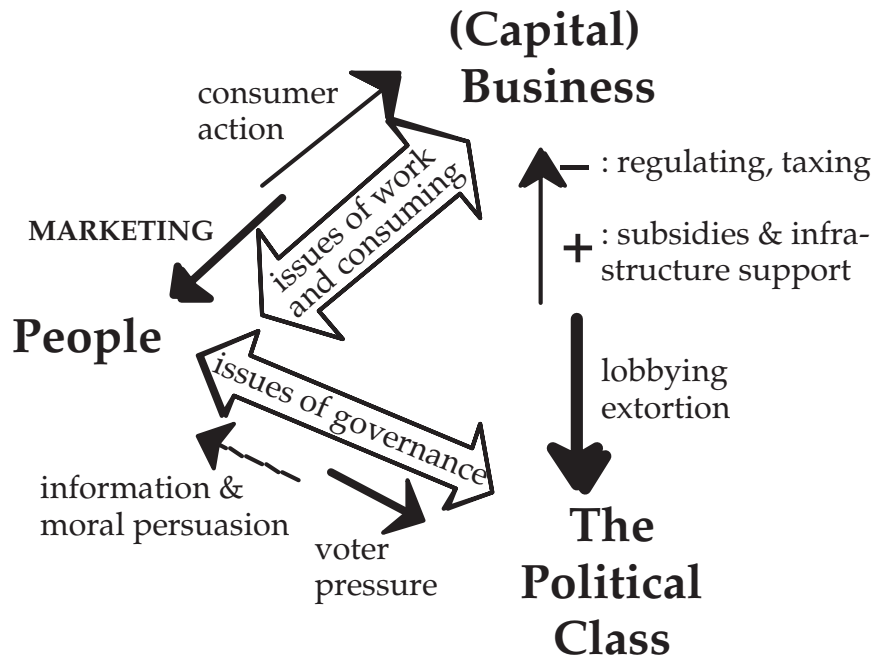 (Capital)
Business
consumer
action
issues of work
and consuming
MARKETING
− : regulating, taxing
+ : subsidies & infra-
structure support
People
issues of governance
lobbying
extortion
information &
moral persuasion
voter
pressure
The
Political
Class